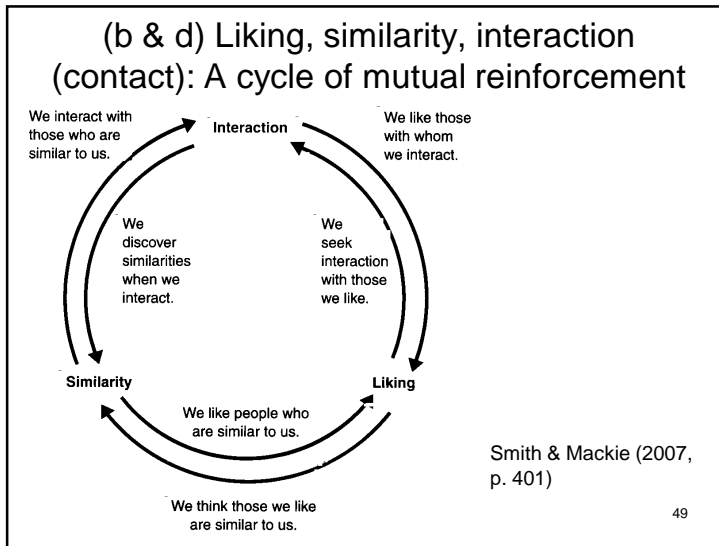 (b & d) Liking, similarity, interaction
(contact): A cycle of mutual reinforcement
We interact with
those who are
similar to us.
Interaction
We like those
with whom
we interact.
We
discover
similarities
when we
interact.
We
seek
interaction
with those
we like.
Similarity
Liking
We like people who
are similar to us.
We think those we like
are similar to us.
Smith & Mackie (2007,
p. 401)
49